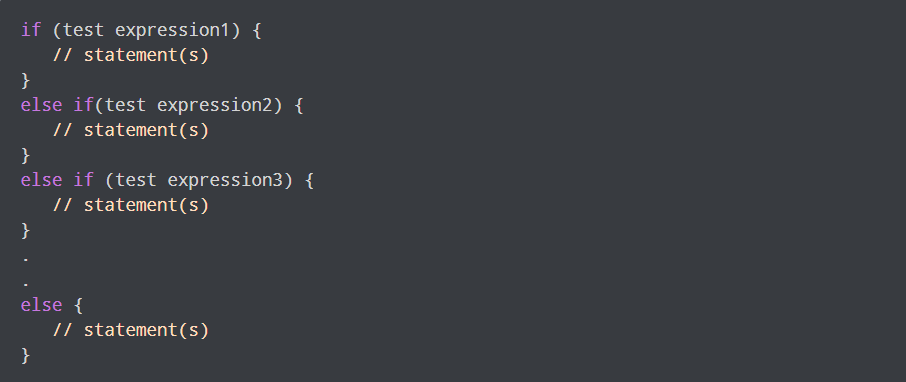 if (test expression1) {
   // statement(s)
}
else if(test expression2) {
   // statement(s)
}
else if (test expression3) {
   // statement(s)
}
.
.
else {
   // statement(s)
}